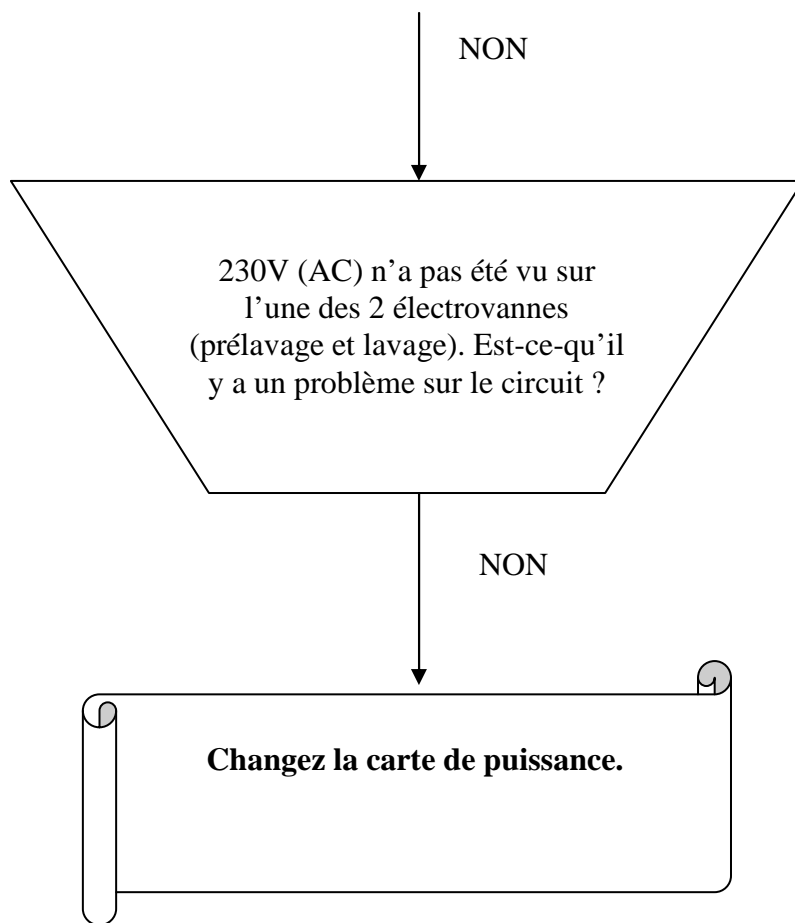 NON
230V (AC) n’a pas été vu sur
l’une des 2 électrovannes
(prélavage et lavage). Est-ce-qu’il
y a un problème sur le circuit ?
NON
Changez la carte de puissance.